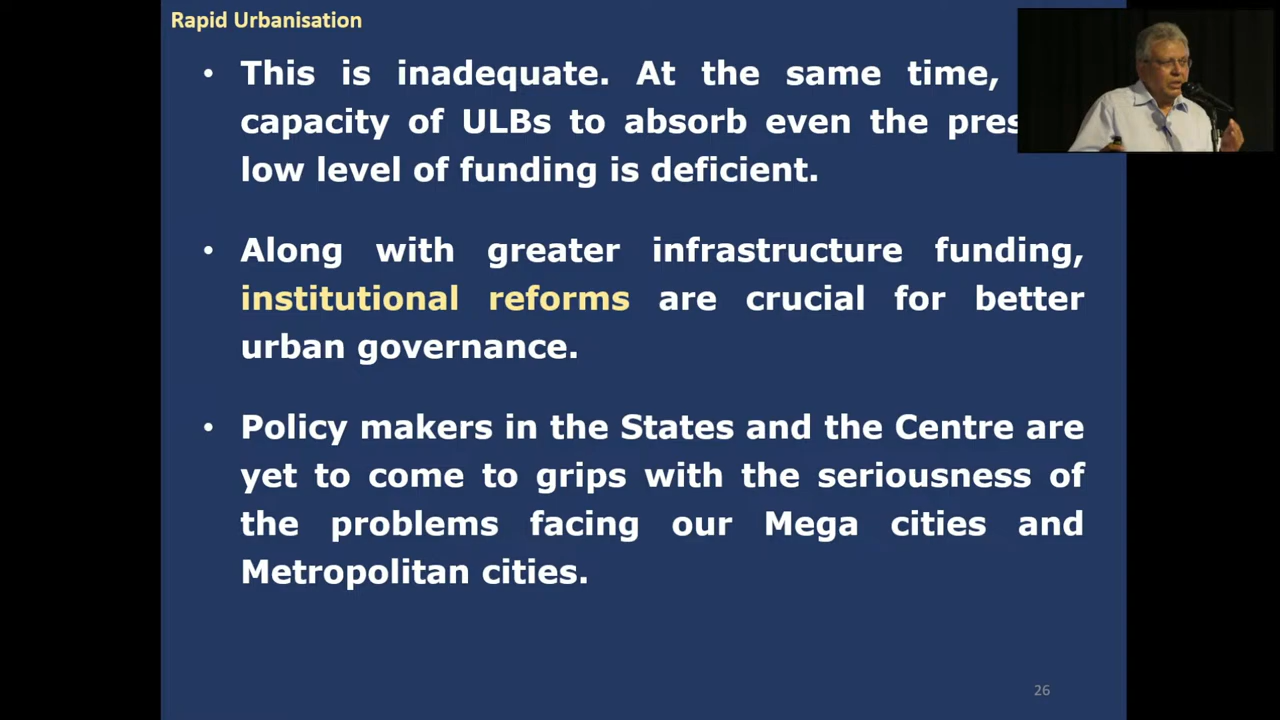 Rapid Urbanisation
• This is inadequate. At the same time,
capacity of ULBs to absorb even the
low level of funding is deficient.
• Along with greater infrastructure funding,
institutional reforms are crucial for better
urban governance.
• Policy makers in the States and the Centre are
yet to come to grips with the seriousness of
the problems facing our Mega cities and
Metropolitan cities.
26